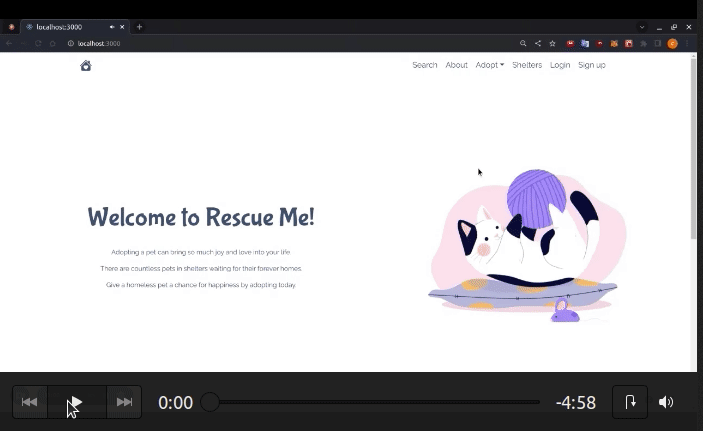 localhost:3000
localhost:3000
Search About Adopt Shelters Login Sign up
Welcome to Rescue Me!
Adopting a pet can bring so much joy and love into your life.
There are countless pets in shelters waiting for their forever homes.
Give a homeless pet a chance for happiness by adopting today.
0:00 -4:58